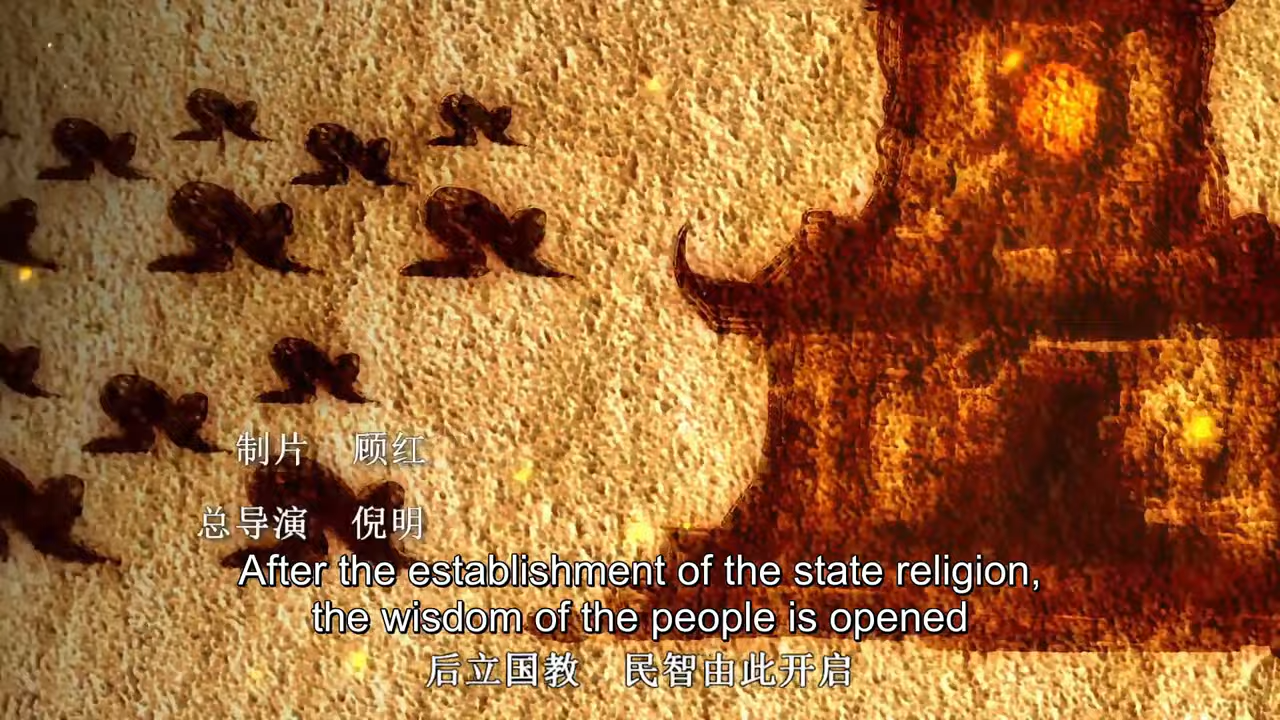 制片 顾红
总导演 倪明
After the establishment of the state religion,
the wisdom of the people is opened
后立国教 民智由此开启